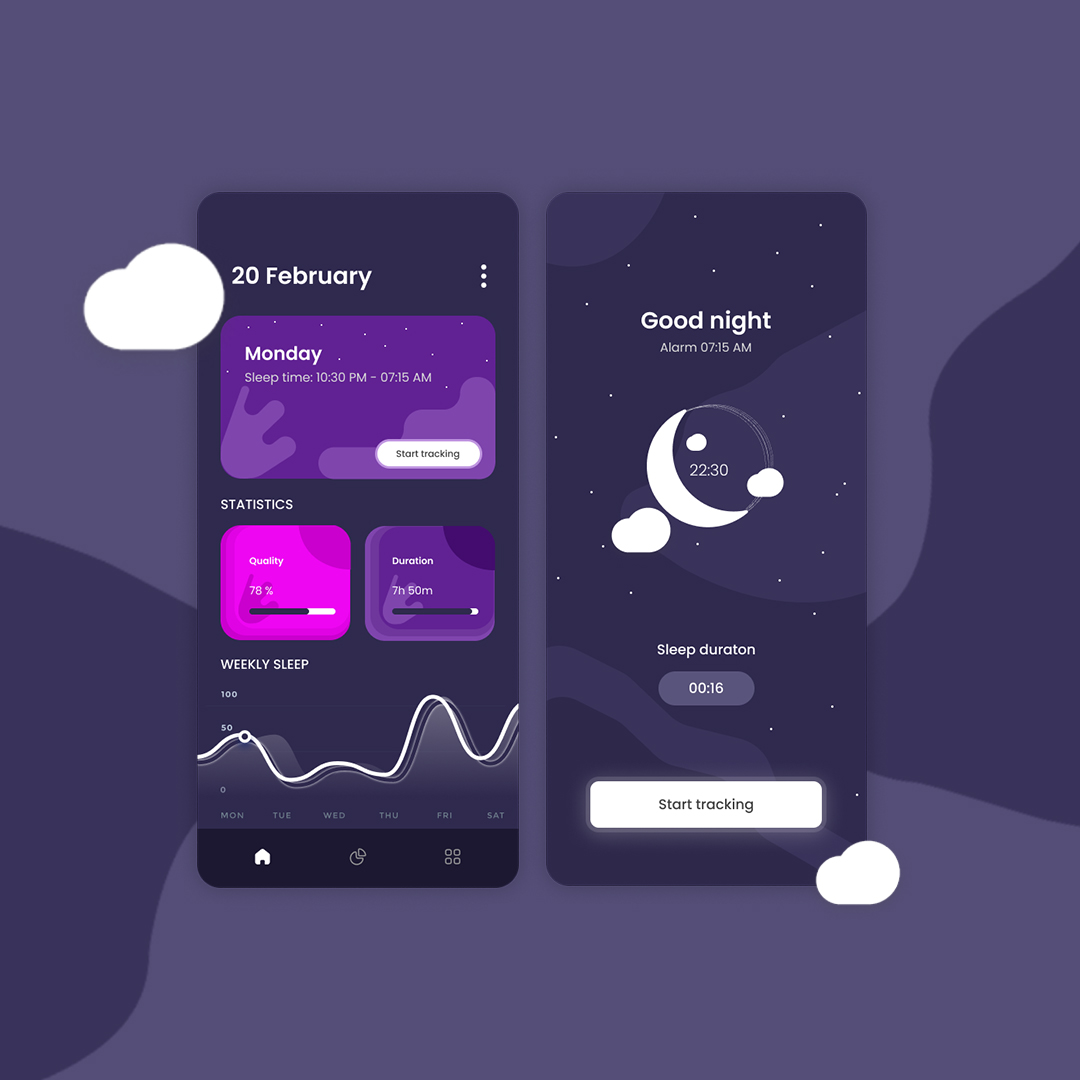 20 February
Monday
Sleep time: 10:30 PM - 07:15 AM
Start tracking
STATISTICS
Quality
78 %
Duration
7h 50m
WEEKLY SLEEP
100
50
0
MON TUE WED THU FRI SAT
Good night
Alarm 07:15 AM
22:30
Sleep duraton
00:16
Start tracking